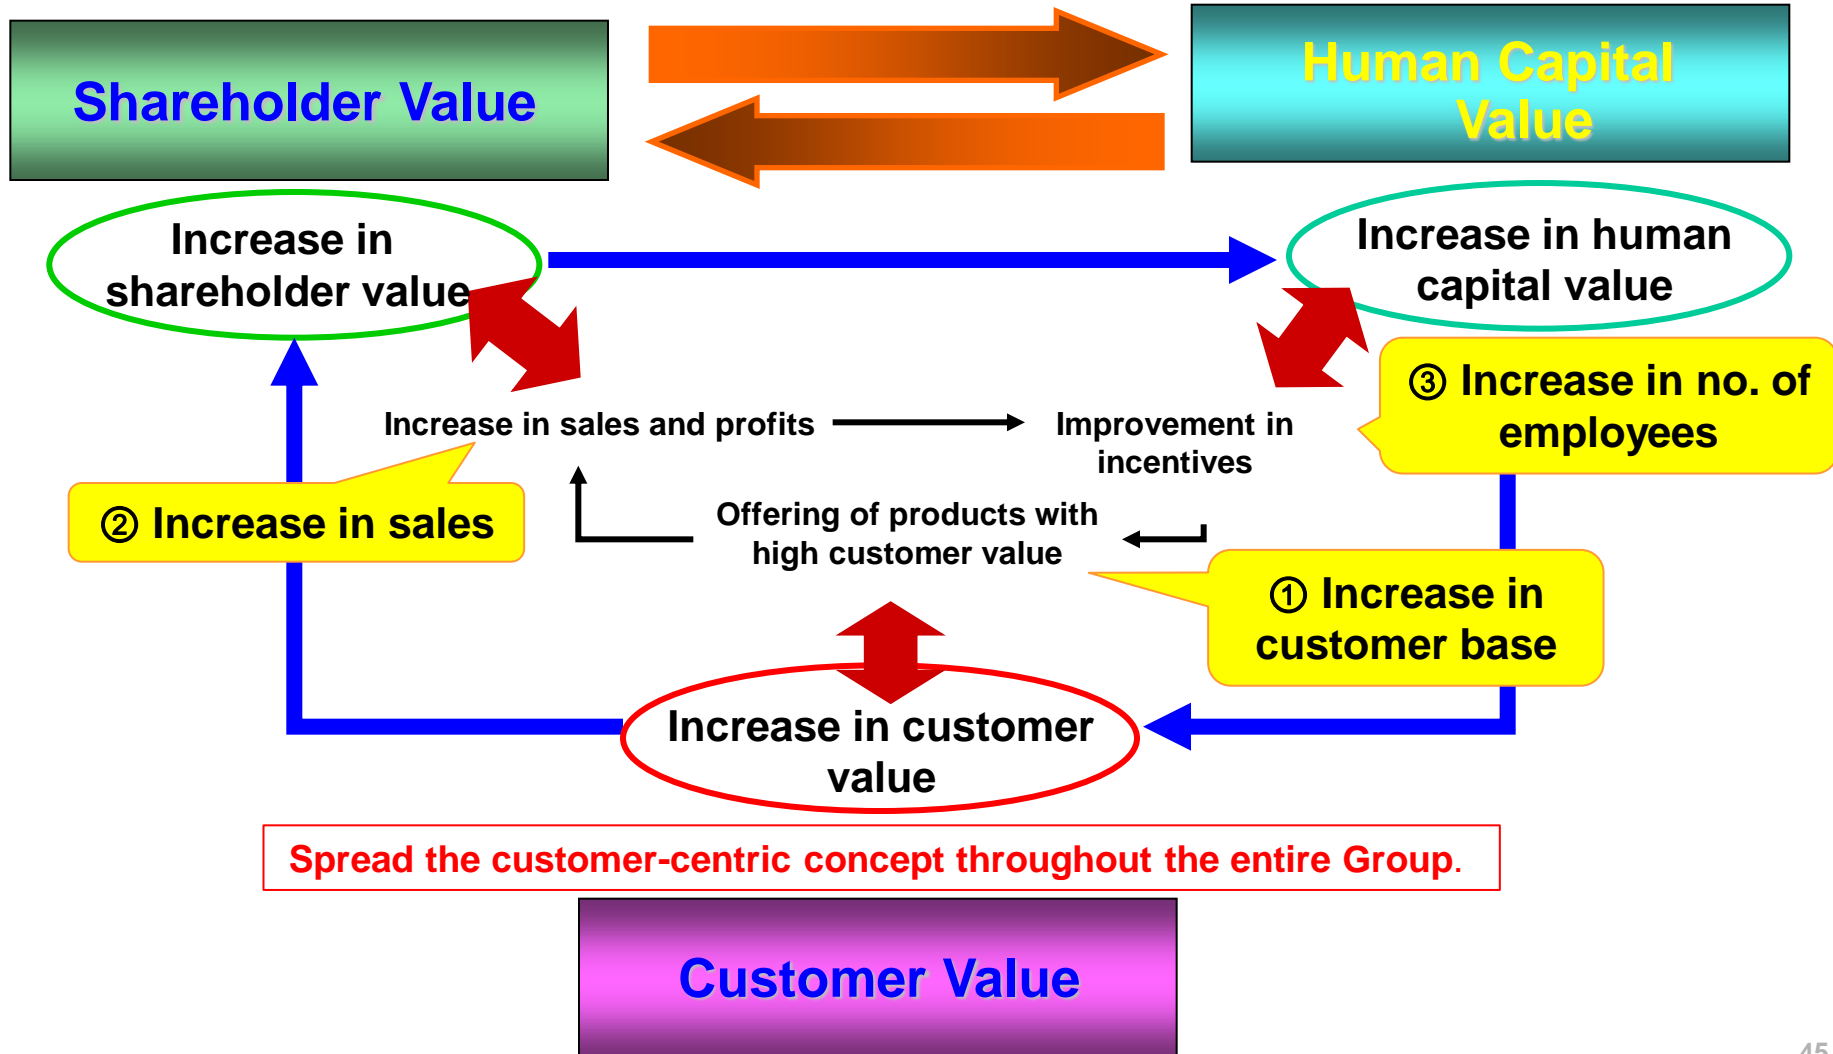 Shareholder Value
Human Capital
Value
Increase in
shareholder value
Increase in human
capital value
③ Increase in no. of
employees
Increase in sales and profits
Improvement in
incentives
② Increase in sales
Offering of products with
high customer value
① Increase in
customer base
Increase in customer
value
Spread the customer-centric concept throughout the entire Group.
Customer Value
45